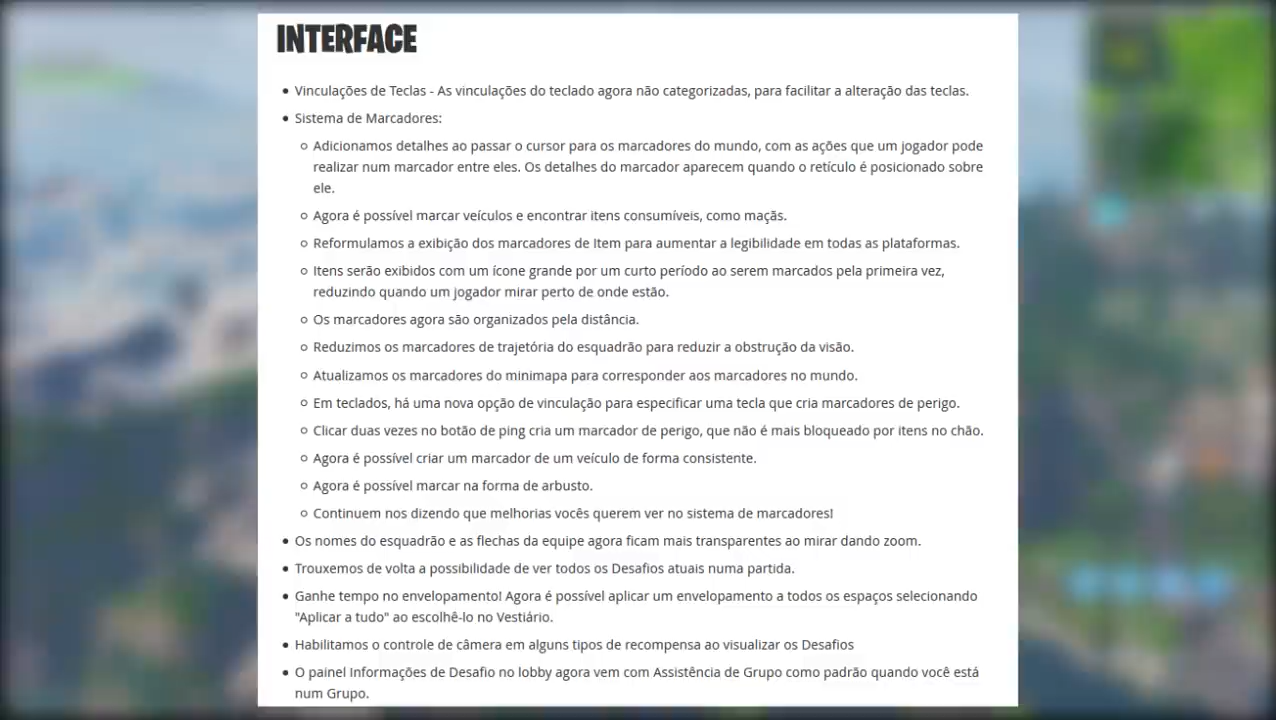 INTERFACE
Vinculações de Teclas - As vinculações do teclado agora não categorizadas, para facilitar a alteração das teclas.
Sistema de Marcadores:
Adicionamos detalhes ao passar o cursor para os marcadores do mundo, com as ações que um jogador pode
realizar num marcador entre eles. Os detalhes do marcador aparecem quando o retículo é posicionado sobre
ele.
Agora é possível marcar veículos e encontrar itens consumíveis, como maçãs.
Reformulamos a exibição dos marcadores de Item para aumentar a legibilidade em todas as plataformas.
Itens serão exibidos com um ícone grande por um curto período ao serem marcados pela primeira vez,
reduzindo quando um jogador mirar perto de onde estão.
Os marcadores agora são organizados pela distância.
Reduzimos os marcadores de trajetória do esquadrão para reduzir a obstrução da visão.
Atualizamos os marcadores do minimapa para corresponder aos marcadores no mundo.
Em teclados, há uma nova opção de vinculação para especificar uma tecla que cria marcadores de perigo.
Clicar duas vezes no botão de ping cria um marcador de perigo, que não é mais bloqueado por itens no chão.
Agora é possível criar um marcador de um veículo de forma consistente.
Agora é possível marcar na forma de arbusto.
Continuem nos dizendo que melhorias vocês querem ver no sistema de marcadores!
Os nomes do esquadrão e as flechas da equipe agora ficam mais transparentes ao mirar dando zoom.
Trouxemos de volta a possibilidade de ver todos os Desafios atuais numa partida.
Ganhe tempo no envelopamento! Agora é possível aplicar um envelopamento a todos os espaços selecionando
"Aplicar a tudo" ao escolhê-lo no Vestiário.
Habilitamos o controle de câmera em alguns tipos de recompensa ao visualizar os Desafios
O painel Informações de Desafio no lobby agora vem com Assistência de Grupo como padrão quando você está
num Grupo.